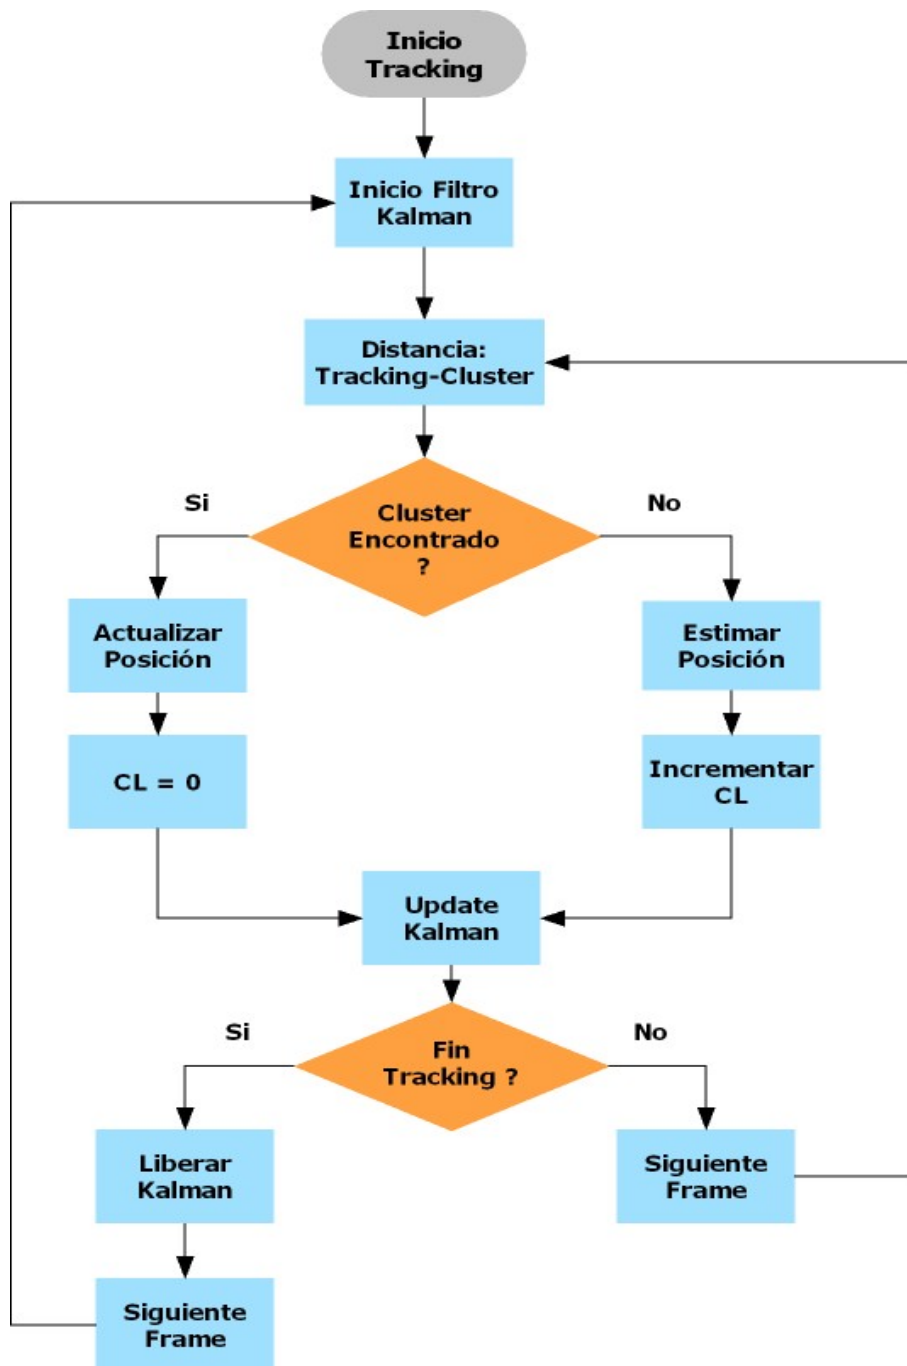 Inicio
Tracking
Inicio Filtro
Kalman
Distancia:
Tracking-Cluster
Si
No
Cluster
Encontrado
?
Actualizar
Posición
Estimar
Posición
CL = 0
Incrementar
CL
Update
Kalman
Si
No
Fin
Tracking ?
Liberar
Kalman
Siguiente
Frame
Siguiente
Frame